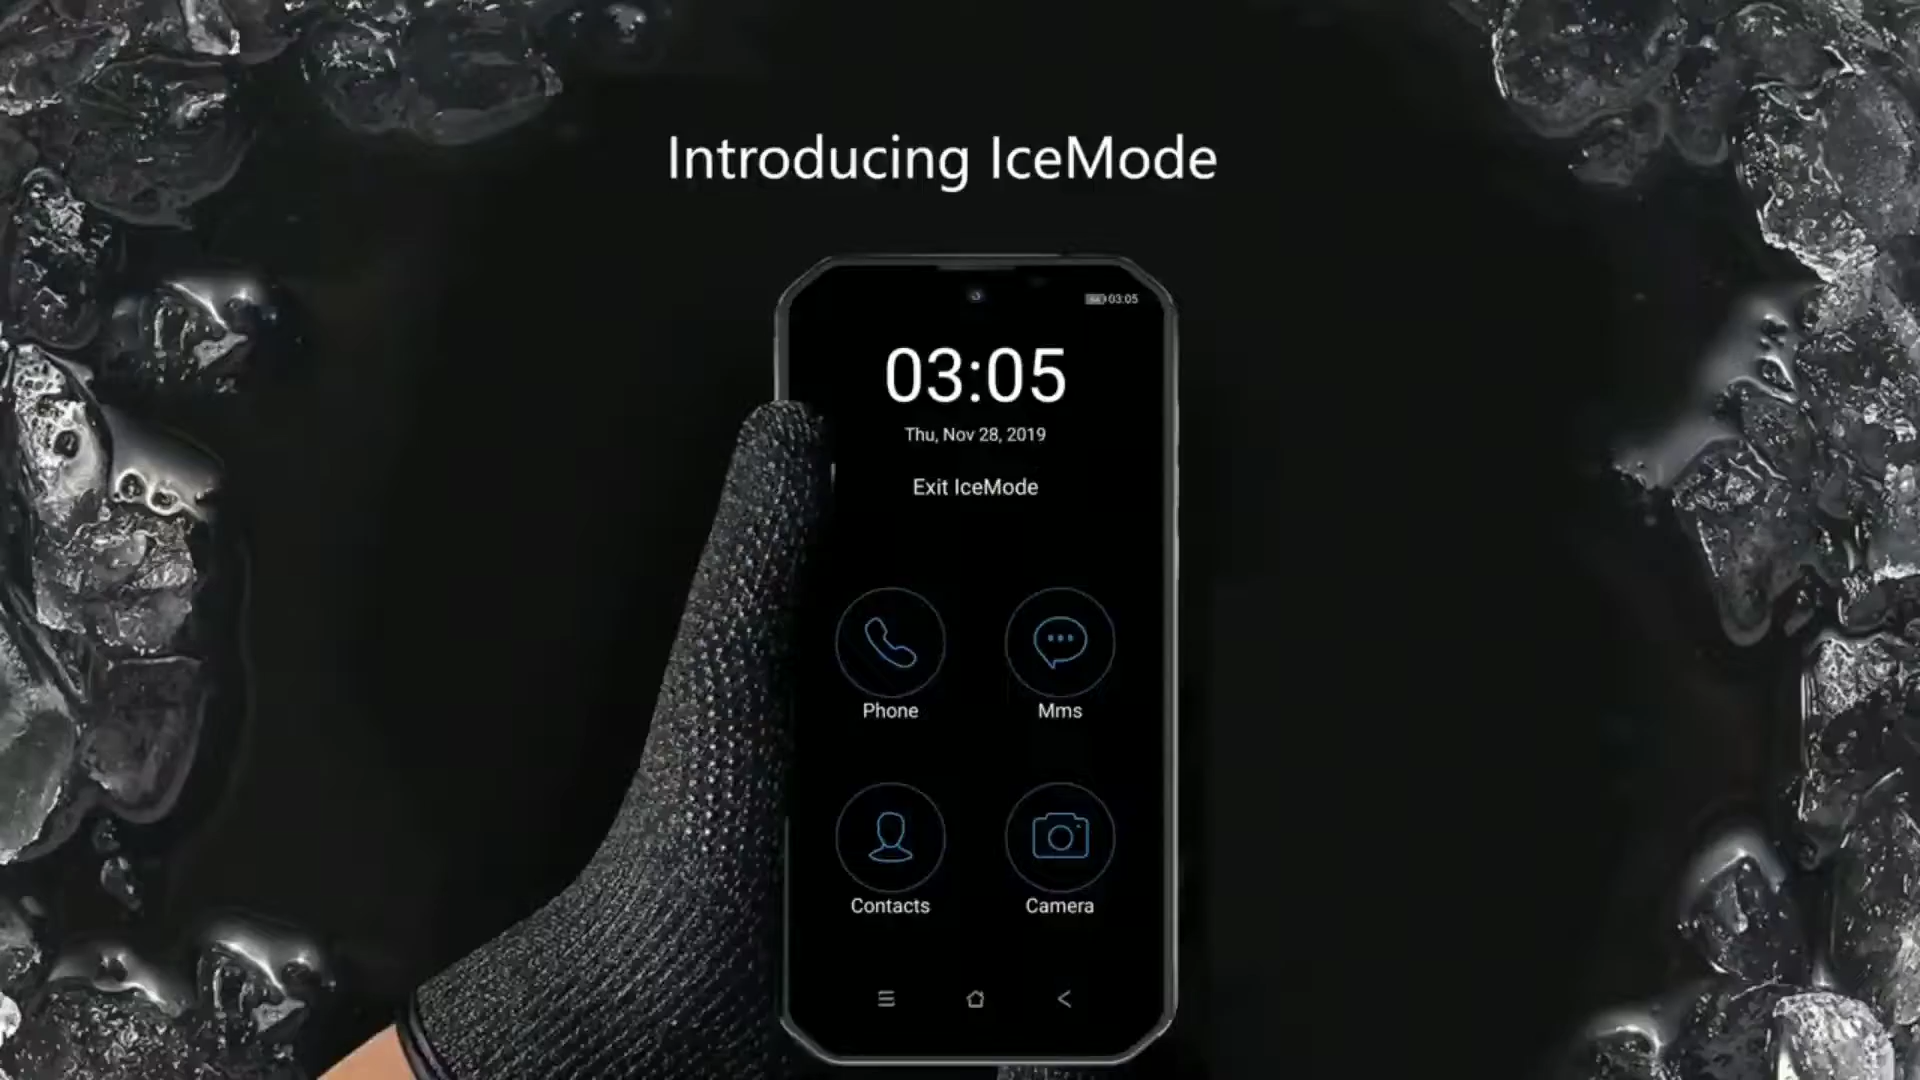 Introducing IceMode
03:05
03:05
Thu, Nov 28, 2019
Exit IceMode
Phone
Mms
Contacts
Camera